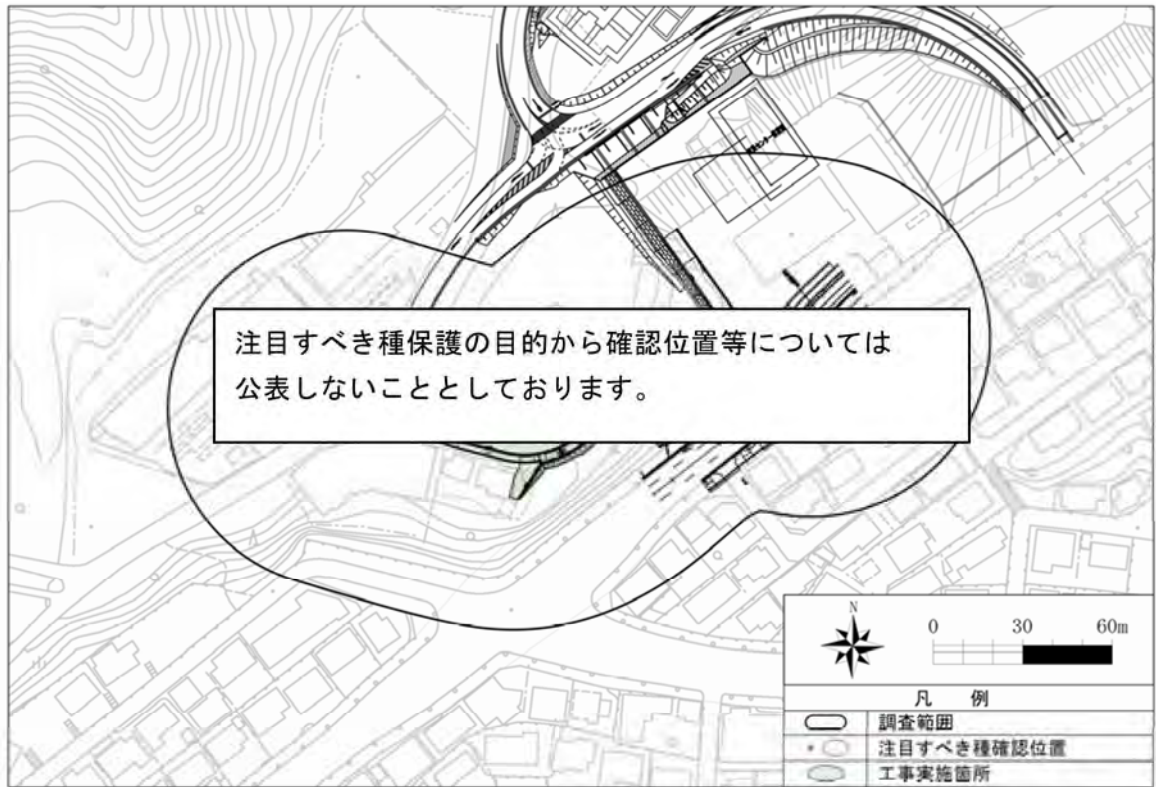 注目すべき種保護の目的から確認位置等については
公表しないこととしております。
N
0 30 60m
凡 例
調査範囲
注目すべき種確認位置
工事実施箇所